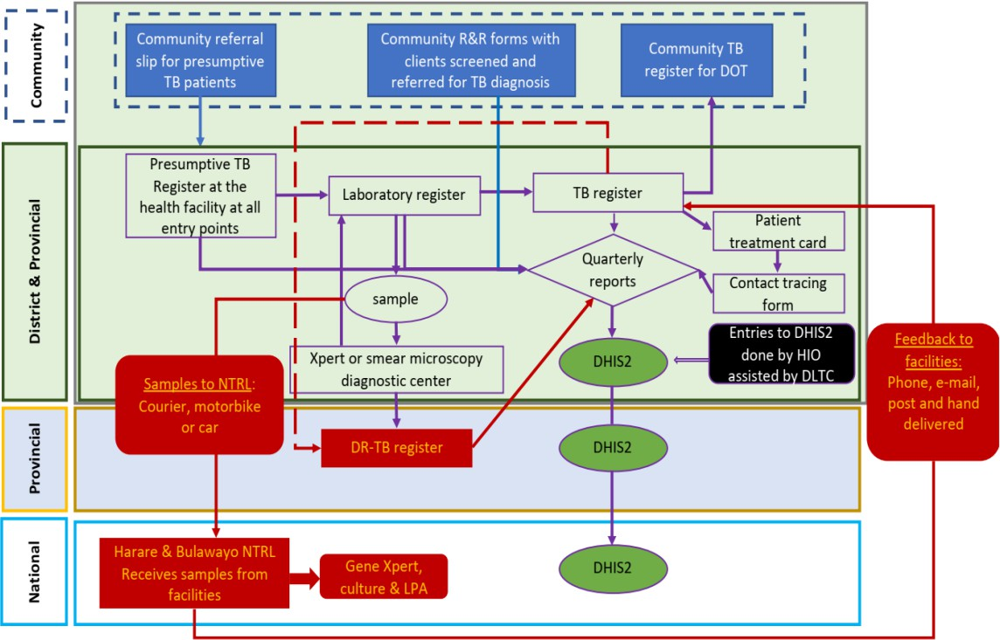 Community
Community referral
slip for presumptive
TB patients
Community R&R forms with
clients screened and
referred for TB diagnosis
Community TB
register for DOT
District & Provincial
Presumptive TB
Register at the
health facility at all
entry points
Laboratory register
TB register
Patient
treatment card
Quarterly
reports
Contact tracing
form
sample
Xpert or smear microscopy
diagnostic center
DHIS2
Entries to DHIS2
done by HIO
assisted by DLTC
Feedback to
facilities:
Phone, e-mail,
post and hand
delivered
Samples to NTRL:
Courier, motorbike
or car
Provincial
DR-TB register
DHIS2
National
Harare & Bulawayo NTRL
Receives samples from
facilities
Gene Xpert,
culture & LPA
DHIS2